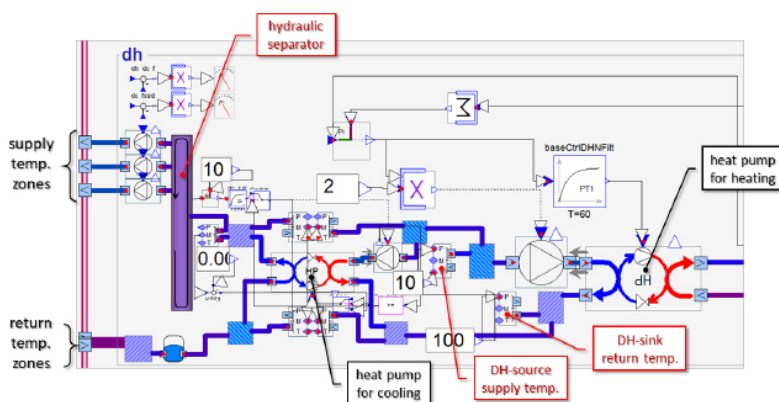 hydraulic
separator
dh
supply
temp.
zones
10
2
Σ
baseCtrlDHNFilt
PT1
T=60
heat pump
for heating
X
X
X
0.00
HP
10
HP
100
return
temp.
zones
heat pump
for cooling
DH-source
supply temp.
DH-sink
return temp.